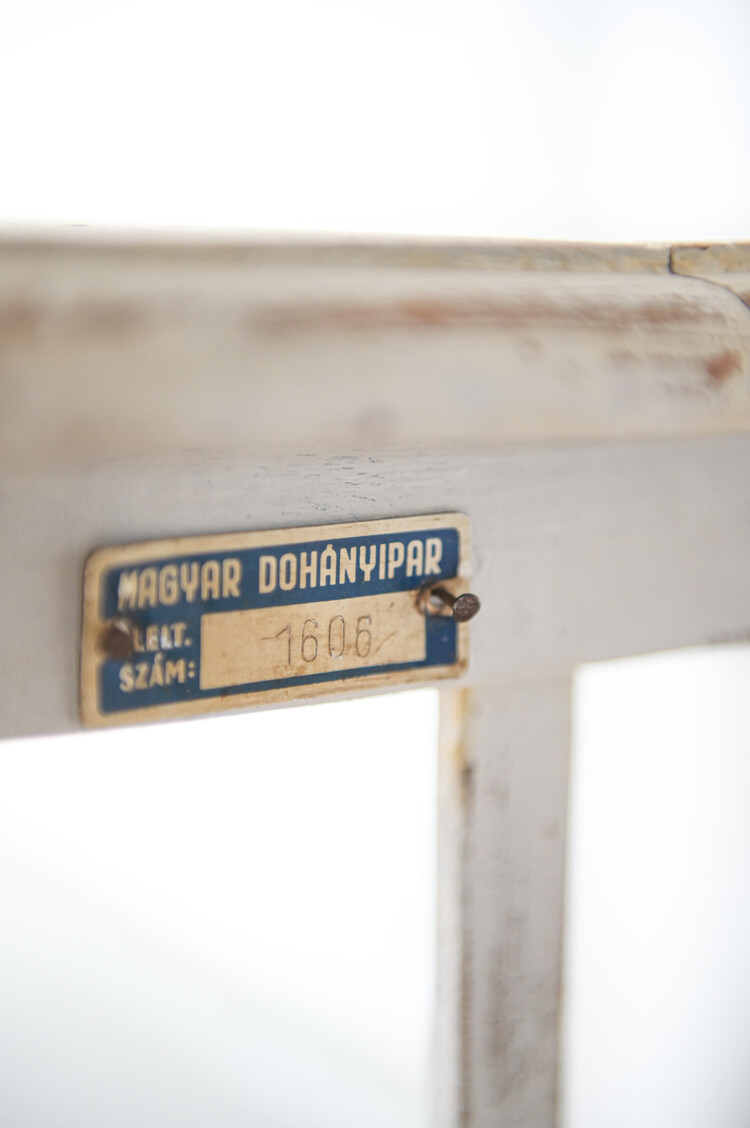 MAGYAR DOHÁNYIPAR
LELT.
SZÁM:
1606